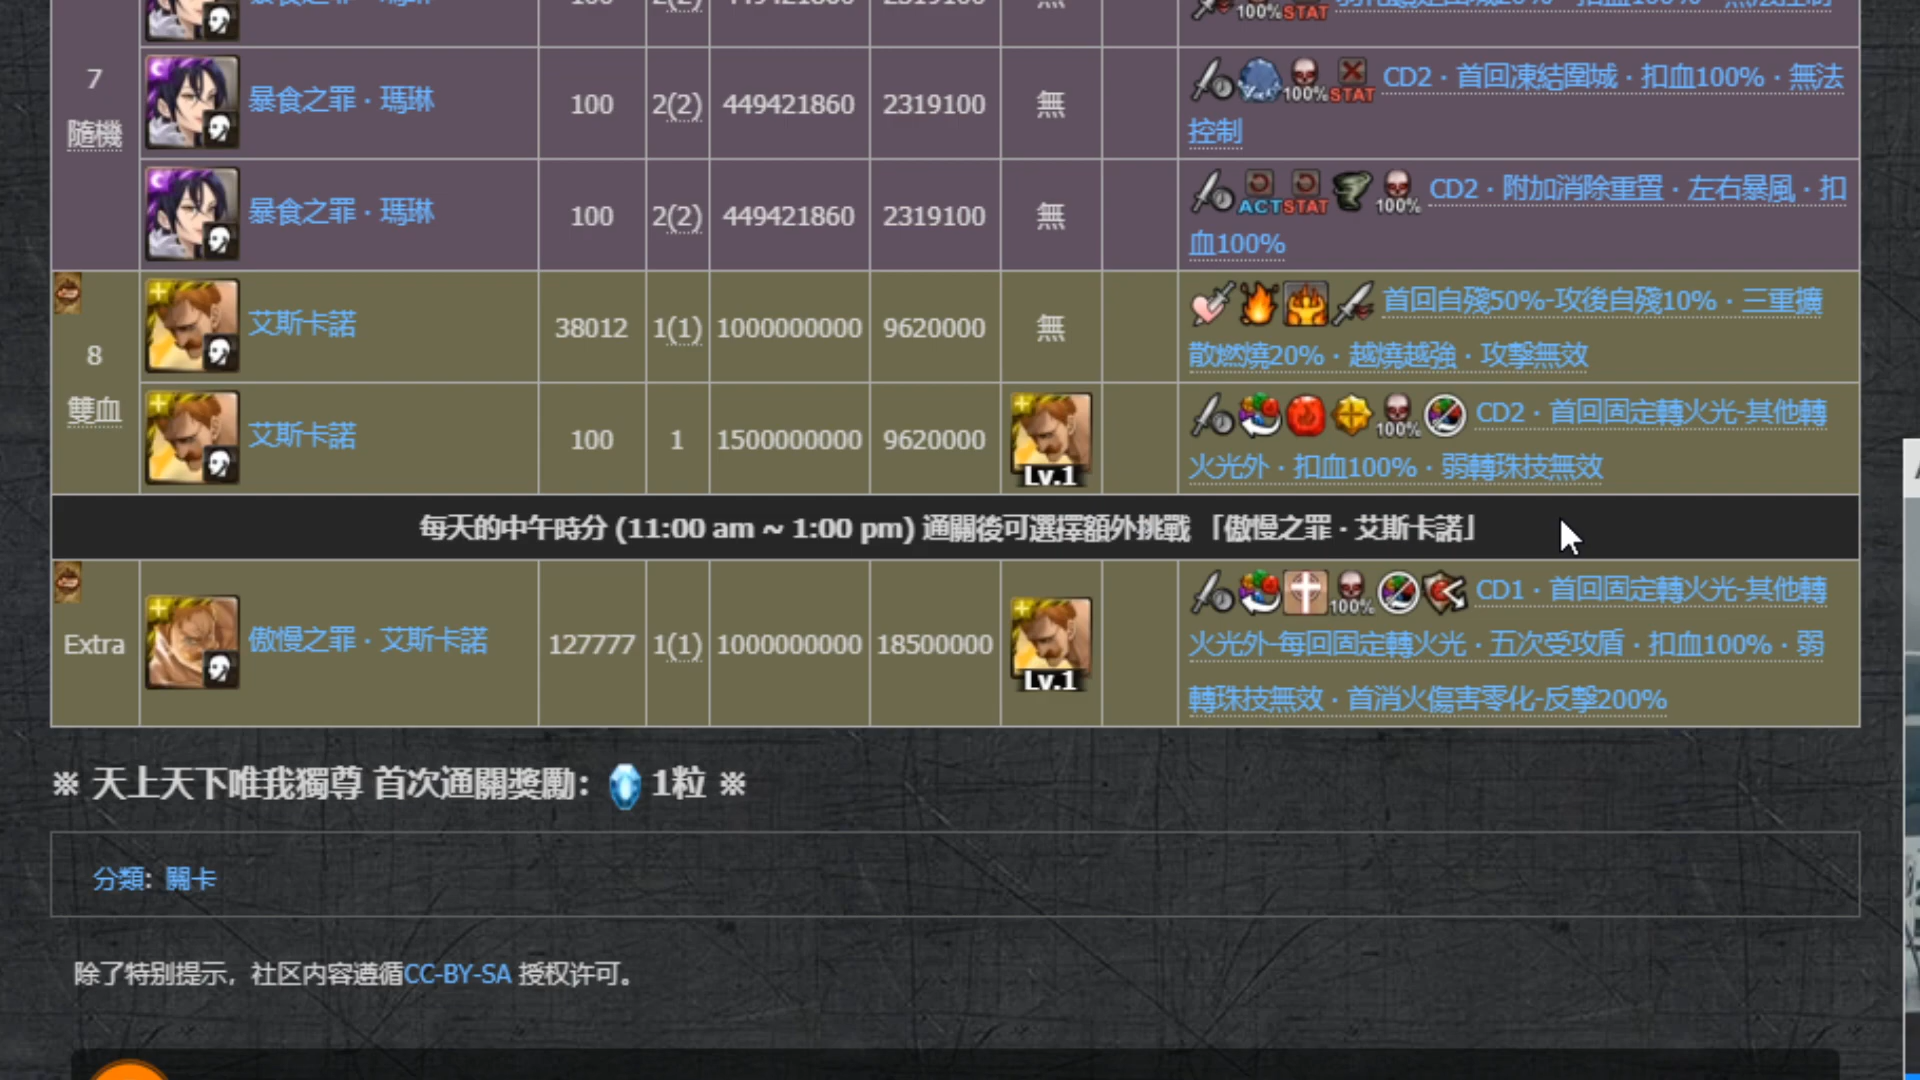 暴食之罪 · 瑪琳 2(2) 449421860 2319100 無 100% STAT
7
隨機
暴食之罪 · 瑪琳 100 2(2) 449421860 2319100 無 100% STAT CD2 · 首回凍結圍城 · 扣血100% · 無法
控制
暴食之罪 · 瑪琳 100 2(2) 449421860 2319100 無 ACT STAT 100% CD2 · 附加消除重置 · 左右暴風 · 扣
血100%
8
雙血
艾斯卡諾 38012 1(1) 1000000000 9620000 無 首回自殘50%-攻後自殘10% · 三重擴
散燃燒20% · 越燒越強 · 攻擊無效
艾斯卡諾 100 1 1500000000 9620000 Lv.1 100% CD2 · 首回固定轉火光-其他轉
火光外 · 扣血100% · 弱轉珠技無效
每天的中午時分 (11:00 am ~ 1:00 pm) 通關後可選擇額外挑戰 「傲慢之罪 · 艾斯卡諾」
Extra 傲慢之罪 · 艾斯卡諾 127777 1(1) 1000000000 18500000 Lv.1 100% CD1 · 首回固定轉火光-其他轉
火光外-每回固定轉火光 · 五次受攻盾 · 扣血100% · 弱
轉珠技無效 · 首消火傷害零化-反擊200%
※ 天上天下唯我獨尊 首次通關獎勵： 1粒 ※
分類： 關卡
除了特别提示，社区内容遵循CC-BY-SA 授权许可。